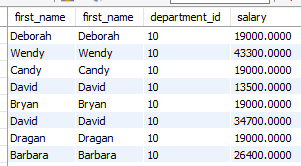 first_name first_name department_id salary
Deborah Deborah 10 19000.0000
Wendy Wendy 10 43300.0000
Candy Candy 10 19000.0000
David David 10 13500.0000
Bryan Bryan 10 19000.0000
David David 10 34700.0000
Dragan Dragan 10 19000.0000
Barbara Barbara 10 26400.0000